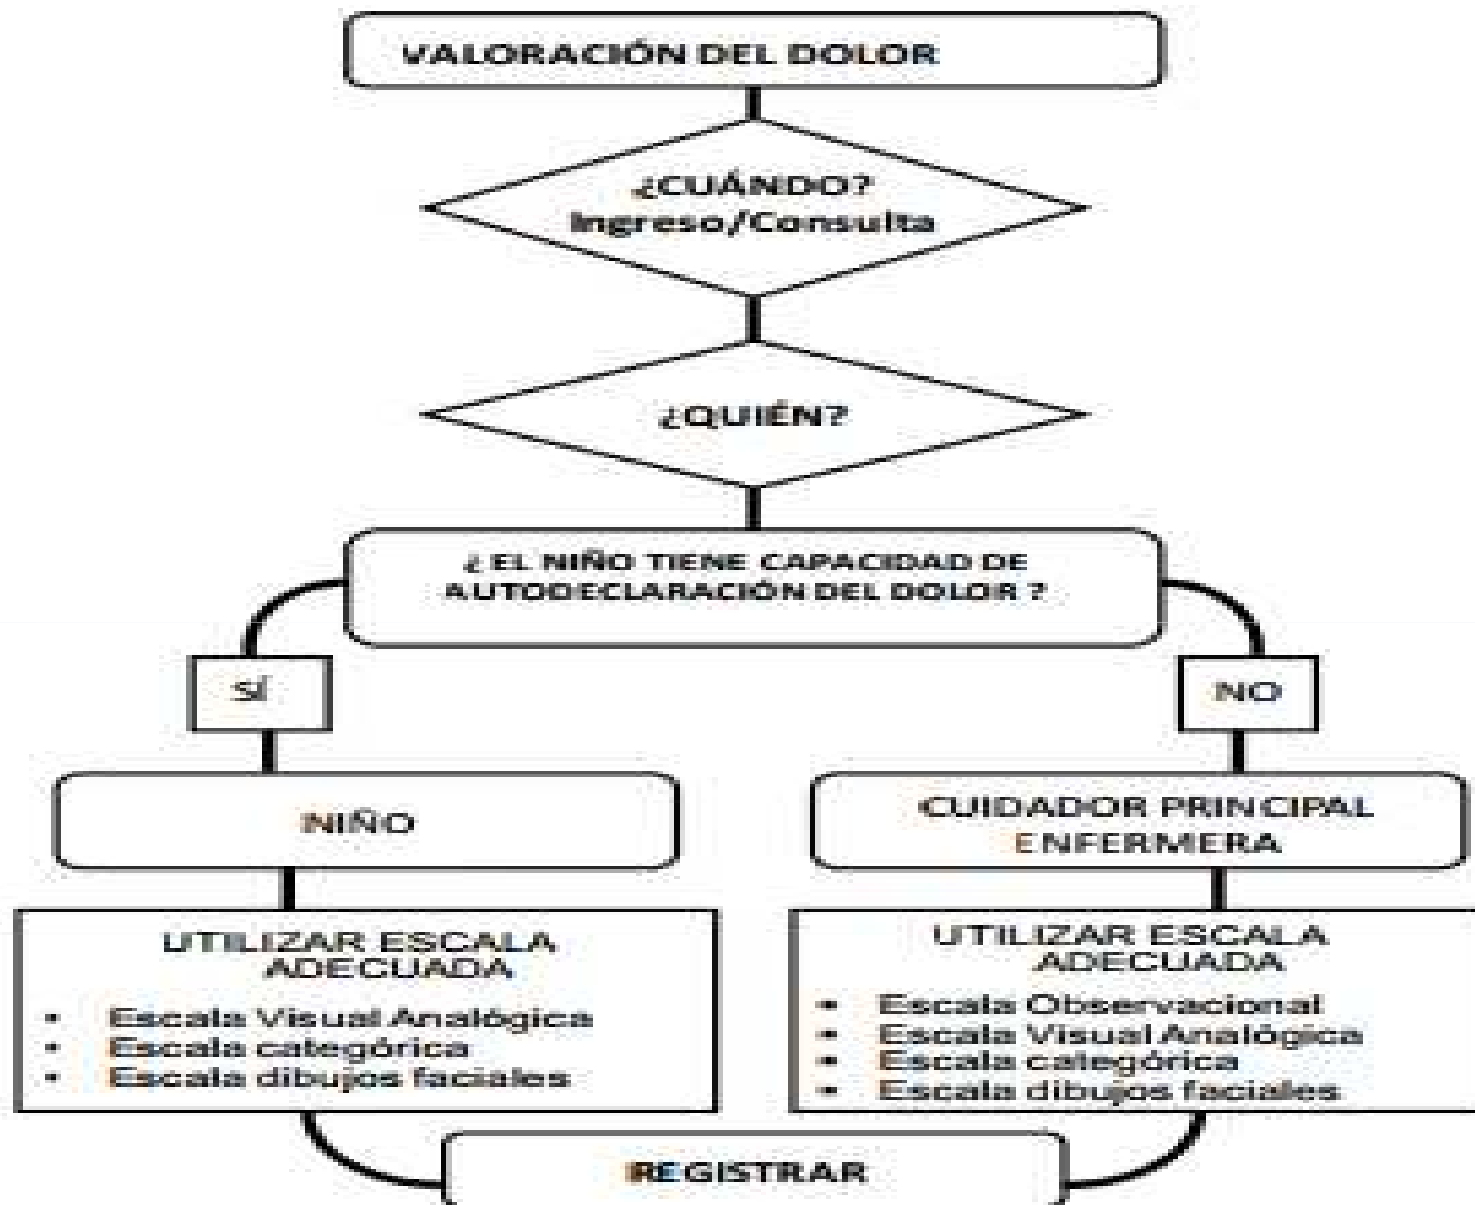 VALORACIÓN DEL DOLOR
¿CUÁNDO?
Ingreso/Consulta
¿QUIÉN?
¿ EL NIÑO TIENE CAPACIDAD DE
AUTODECLARACIÓN DEL DOLOR ?
SÍ
NO
NIÑO
CUIDADOR PRINCIPAL
ENFERMERA
UTILIZAR ESCALA
ADECUADA
• Escala Visual Analógica
• Escala categórica
• Escala dibujos faciales
UTILIZAR ESCALA
ADECUADA
• Escala Observacional
• Escala Visual Analógica
• Escala categórica
• Escala dibujos faciales
REGISTRAR